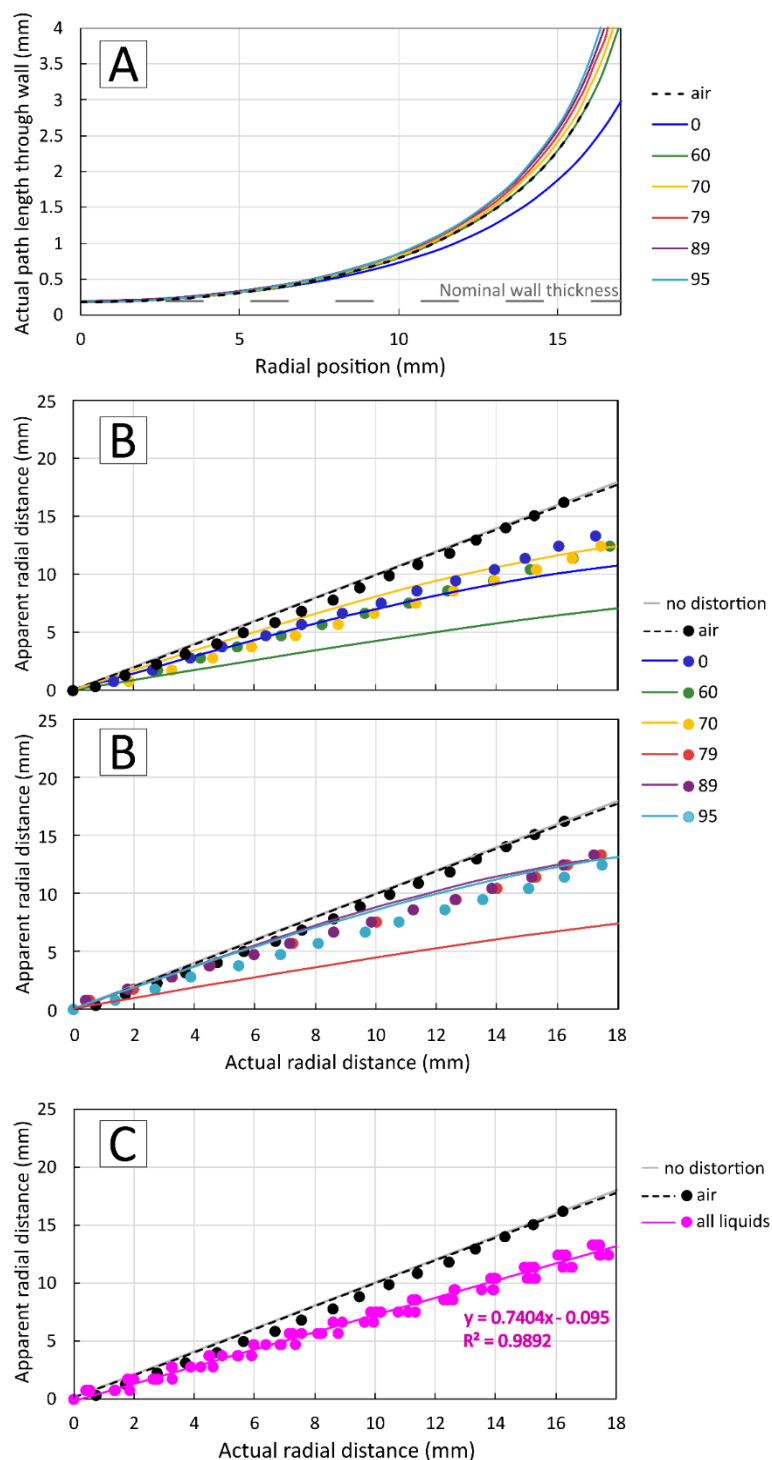 A
Actual path length through wall (mm)
4
3.5
3
2.5
2
1.5
1
0.5
0
Nominal wall thickness
0 5 10 15
Radial position (mm)
air
0
60
70
79
89
95
B
Apparent radial distance (mm)
25
20
15
10
5
0
no distortion
air
0
60
70
79
89
95
B
Apparent radial distance (mm)
25
20
15
10
5
0
0 2 4 6 8 10 12 14 16 18
Actual radial distance (mm)
C
Apparent radial distance (mm)
25
20
15
10
5
0
y = 0.7404x - 0.095
R² = 0.9892
0 2 4 6 8 10 12 14 16 18
Actual radial distance (mm)
no distortion
air
all liquids